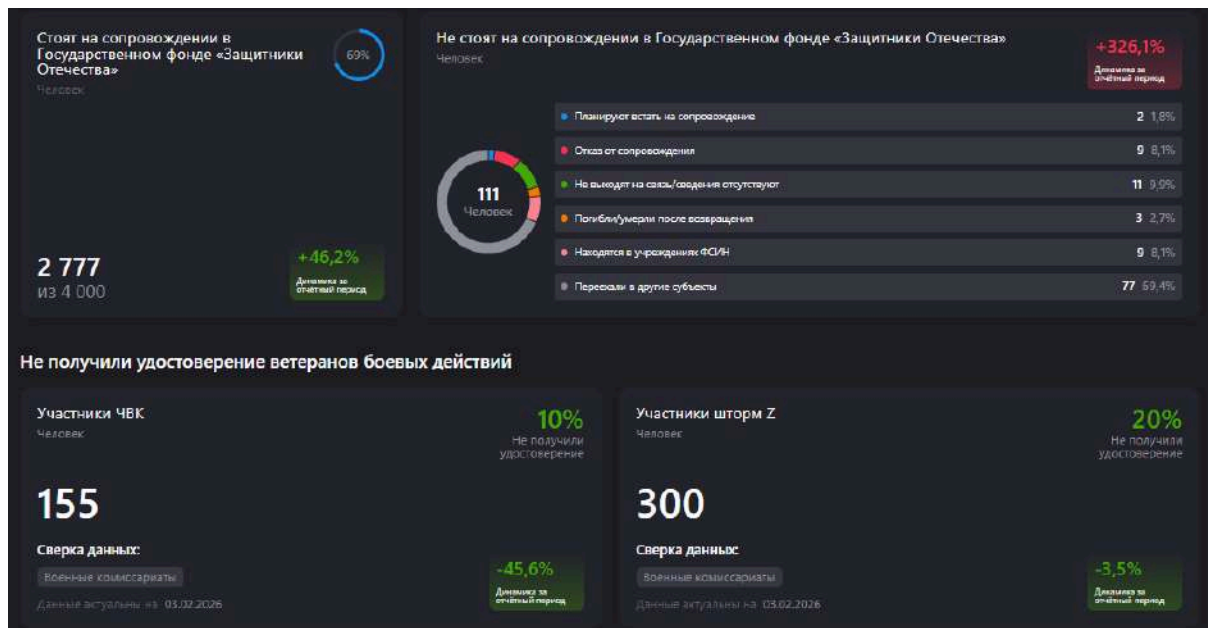 Стоят на сопровождении в
Государственном фонде «Защитники
Отечества»
Человек
69%
2 777
из 4 000
+46,2%
Динамика за
отчётный период
Не стоят на сопровождении в Государственном фонде «Защитники Отечества»
Человек
+326,1%
Динамика за
отчётный период
111
Человек
Планируют встать на сопровождение 2 1,8%
Отказ от сопровождения 9 8,1%
Не выходят на связь/сведения отсутствуют 11 9,9%
Погибли/умерли после возвращения 3 2,7%
Находятся в учреждениях ФСИН 9 8,1%
Переехали в другие субъекты 77 69,4%
Не получили удостоверение ветеранов боевых действий
Участники ЧВК
Человек
10%
Не получили
удостоверение
155
Сверка данных:
Военные комиссариаты
Данные актуальны на 03.02.2026
-45,6%
Динамика за
отчётный период
Участники шторм Z
Человек
20%
Не получили
удостоверение
300
Сверка данных:
Военные комиссариаты
Данные актуальны на 03.02.2026
-3,5%
Динамика за
отчётный период